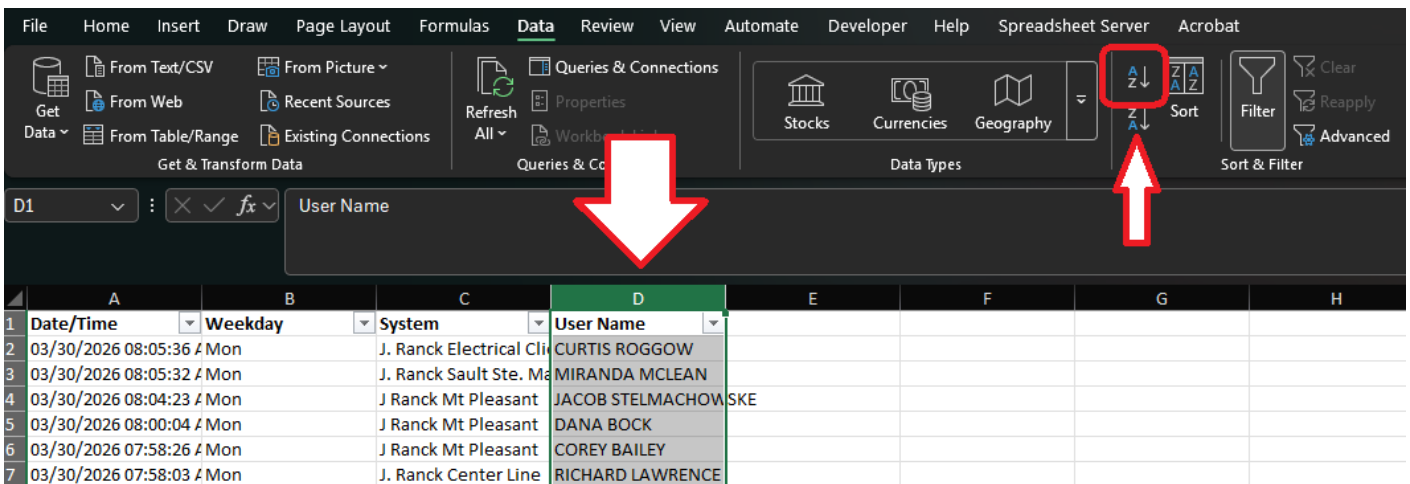 File Home Insert Draw Page Layout Formulas Data Review View Automate Developer Help Spreadsheet Server Acrobat
Get Data
From Text/CSV
From Web
From Table/Range
From Picture
Recent Sources
Existing Connections
Get & Transform Data
Refresh All
Queries & Connections
Properties
Queries & Co
Stocks
Currencies
Geography
Data Types
A Z
Z A
Z A A Z
Sort
Filter
Clear
Reapply
Advanced
Sort & Filter
D1 fx User Name
A B C D E F G H
1 Date/Time Weekday System User Name
2 03/30/2026 08:05:36 A Mon J. Ranck Electrical Cli CURTIS ROGGOW
3 03/30/2026 08:05:32 A Mon J. Ranck Sault Ste. Ma MIRANDA MCLEAN
4 03/30/2026 08:04:23 A Mon J Ranck Mt Pleasant JACOB STELMACHOWSKE
5 03/30/2026 08:00:04 A Mon J Ranck Mt Pleasant DANA BOCK
6 03/30/2026 07:58:26 A Mon J Ranck Mt Pleasant COREY BAILEY
7 03/30/2026 07:58:03 A Mon J. Ranck Center Line RICHARD LAWRENCE